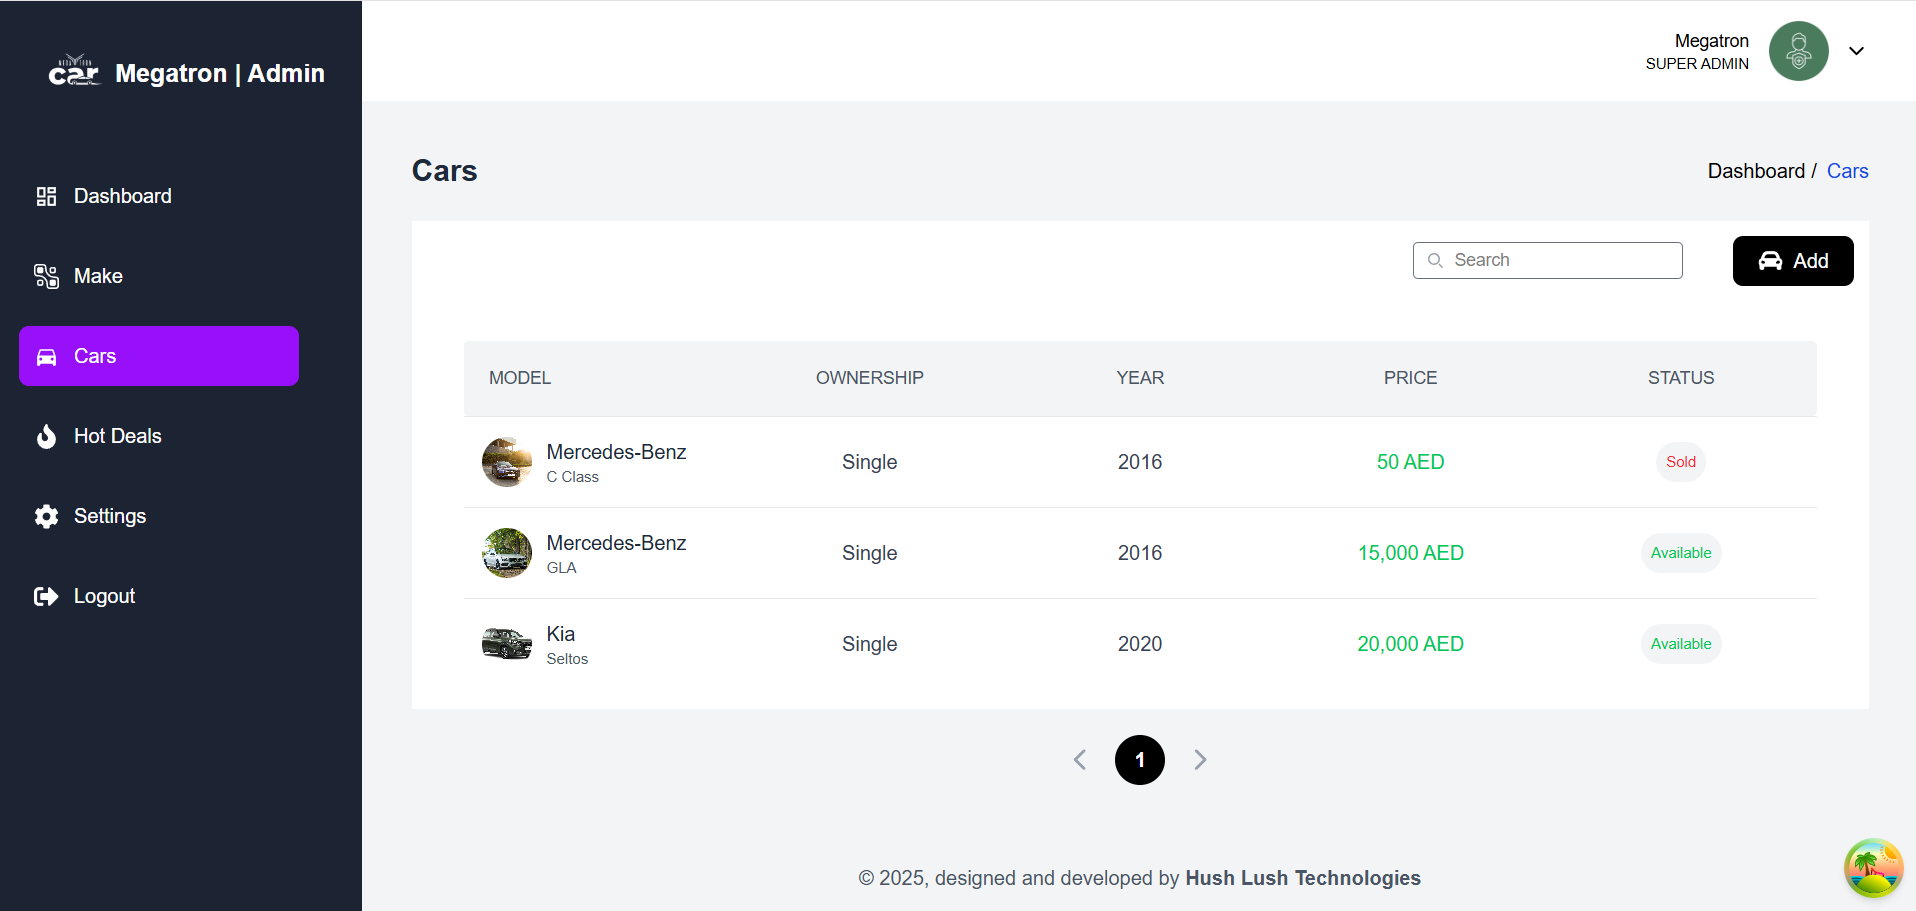 MEGATRON
car
Megatron | Admin
Megatron
SUPER ADMIN
Dashboard
Make
Cars
Hot Deals
Settings
Logout
Cars
Dashboard / Cars
Search
Add
MODEL OWNERSHIP YEAR PRICE STATUS
Mercedes-Benz
C Class
Single 2016 50 AED Sold
Mercedes-Benz
GLA
Single 2016 15,000 AED Available
Kia
Seltos
Single 2020 20,000 AED Available
1
© 2025, designed and developed by Hush Lush Technologies